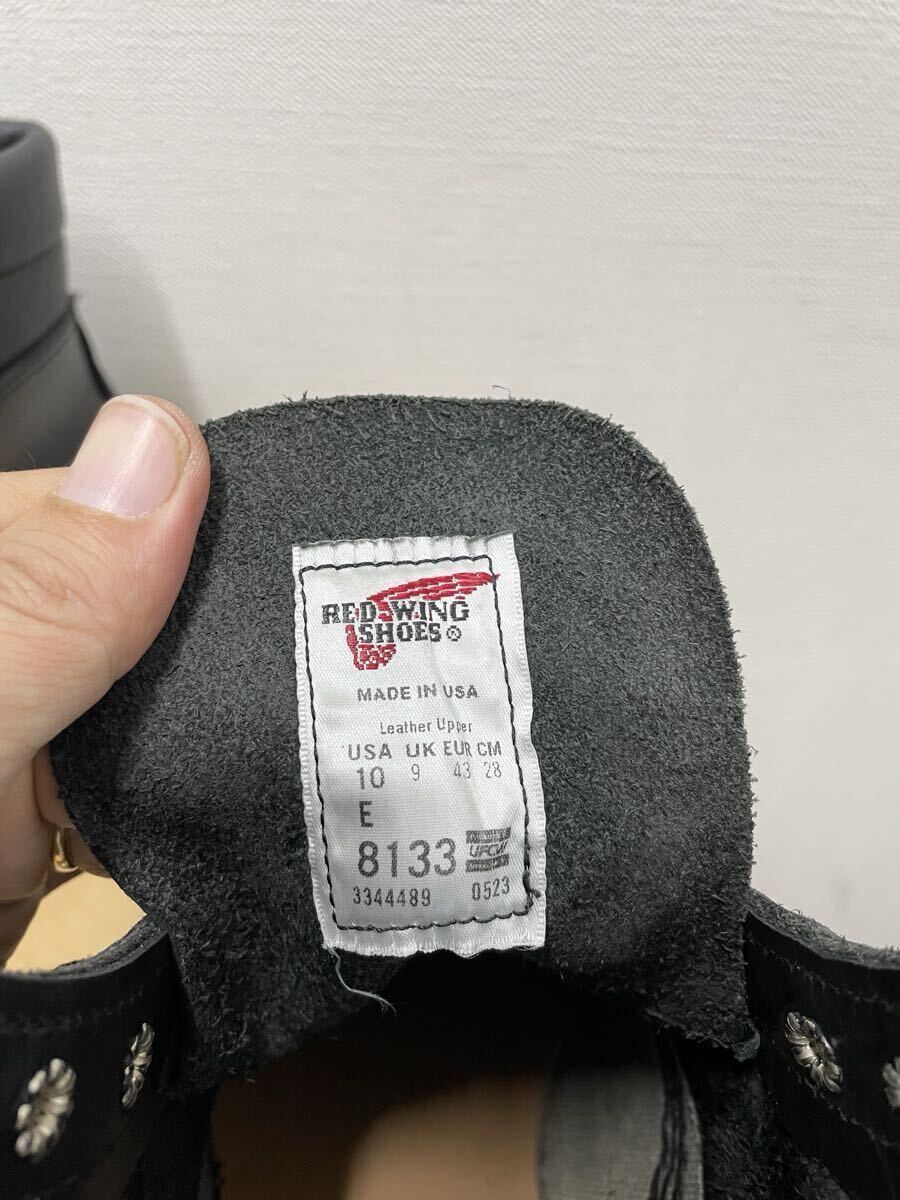 RED WING
SHOES ®
MADE IN USA
Leather Upper
USA UK EUR CM
10 9 43 28
E
8133
UFCW
3344489 0523